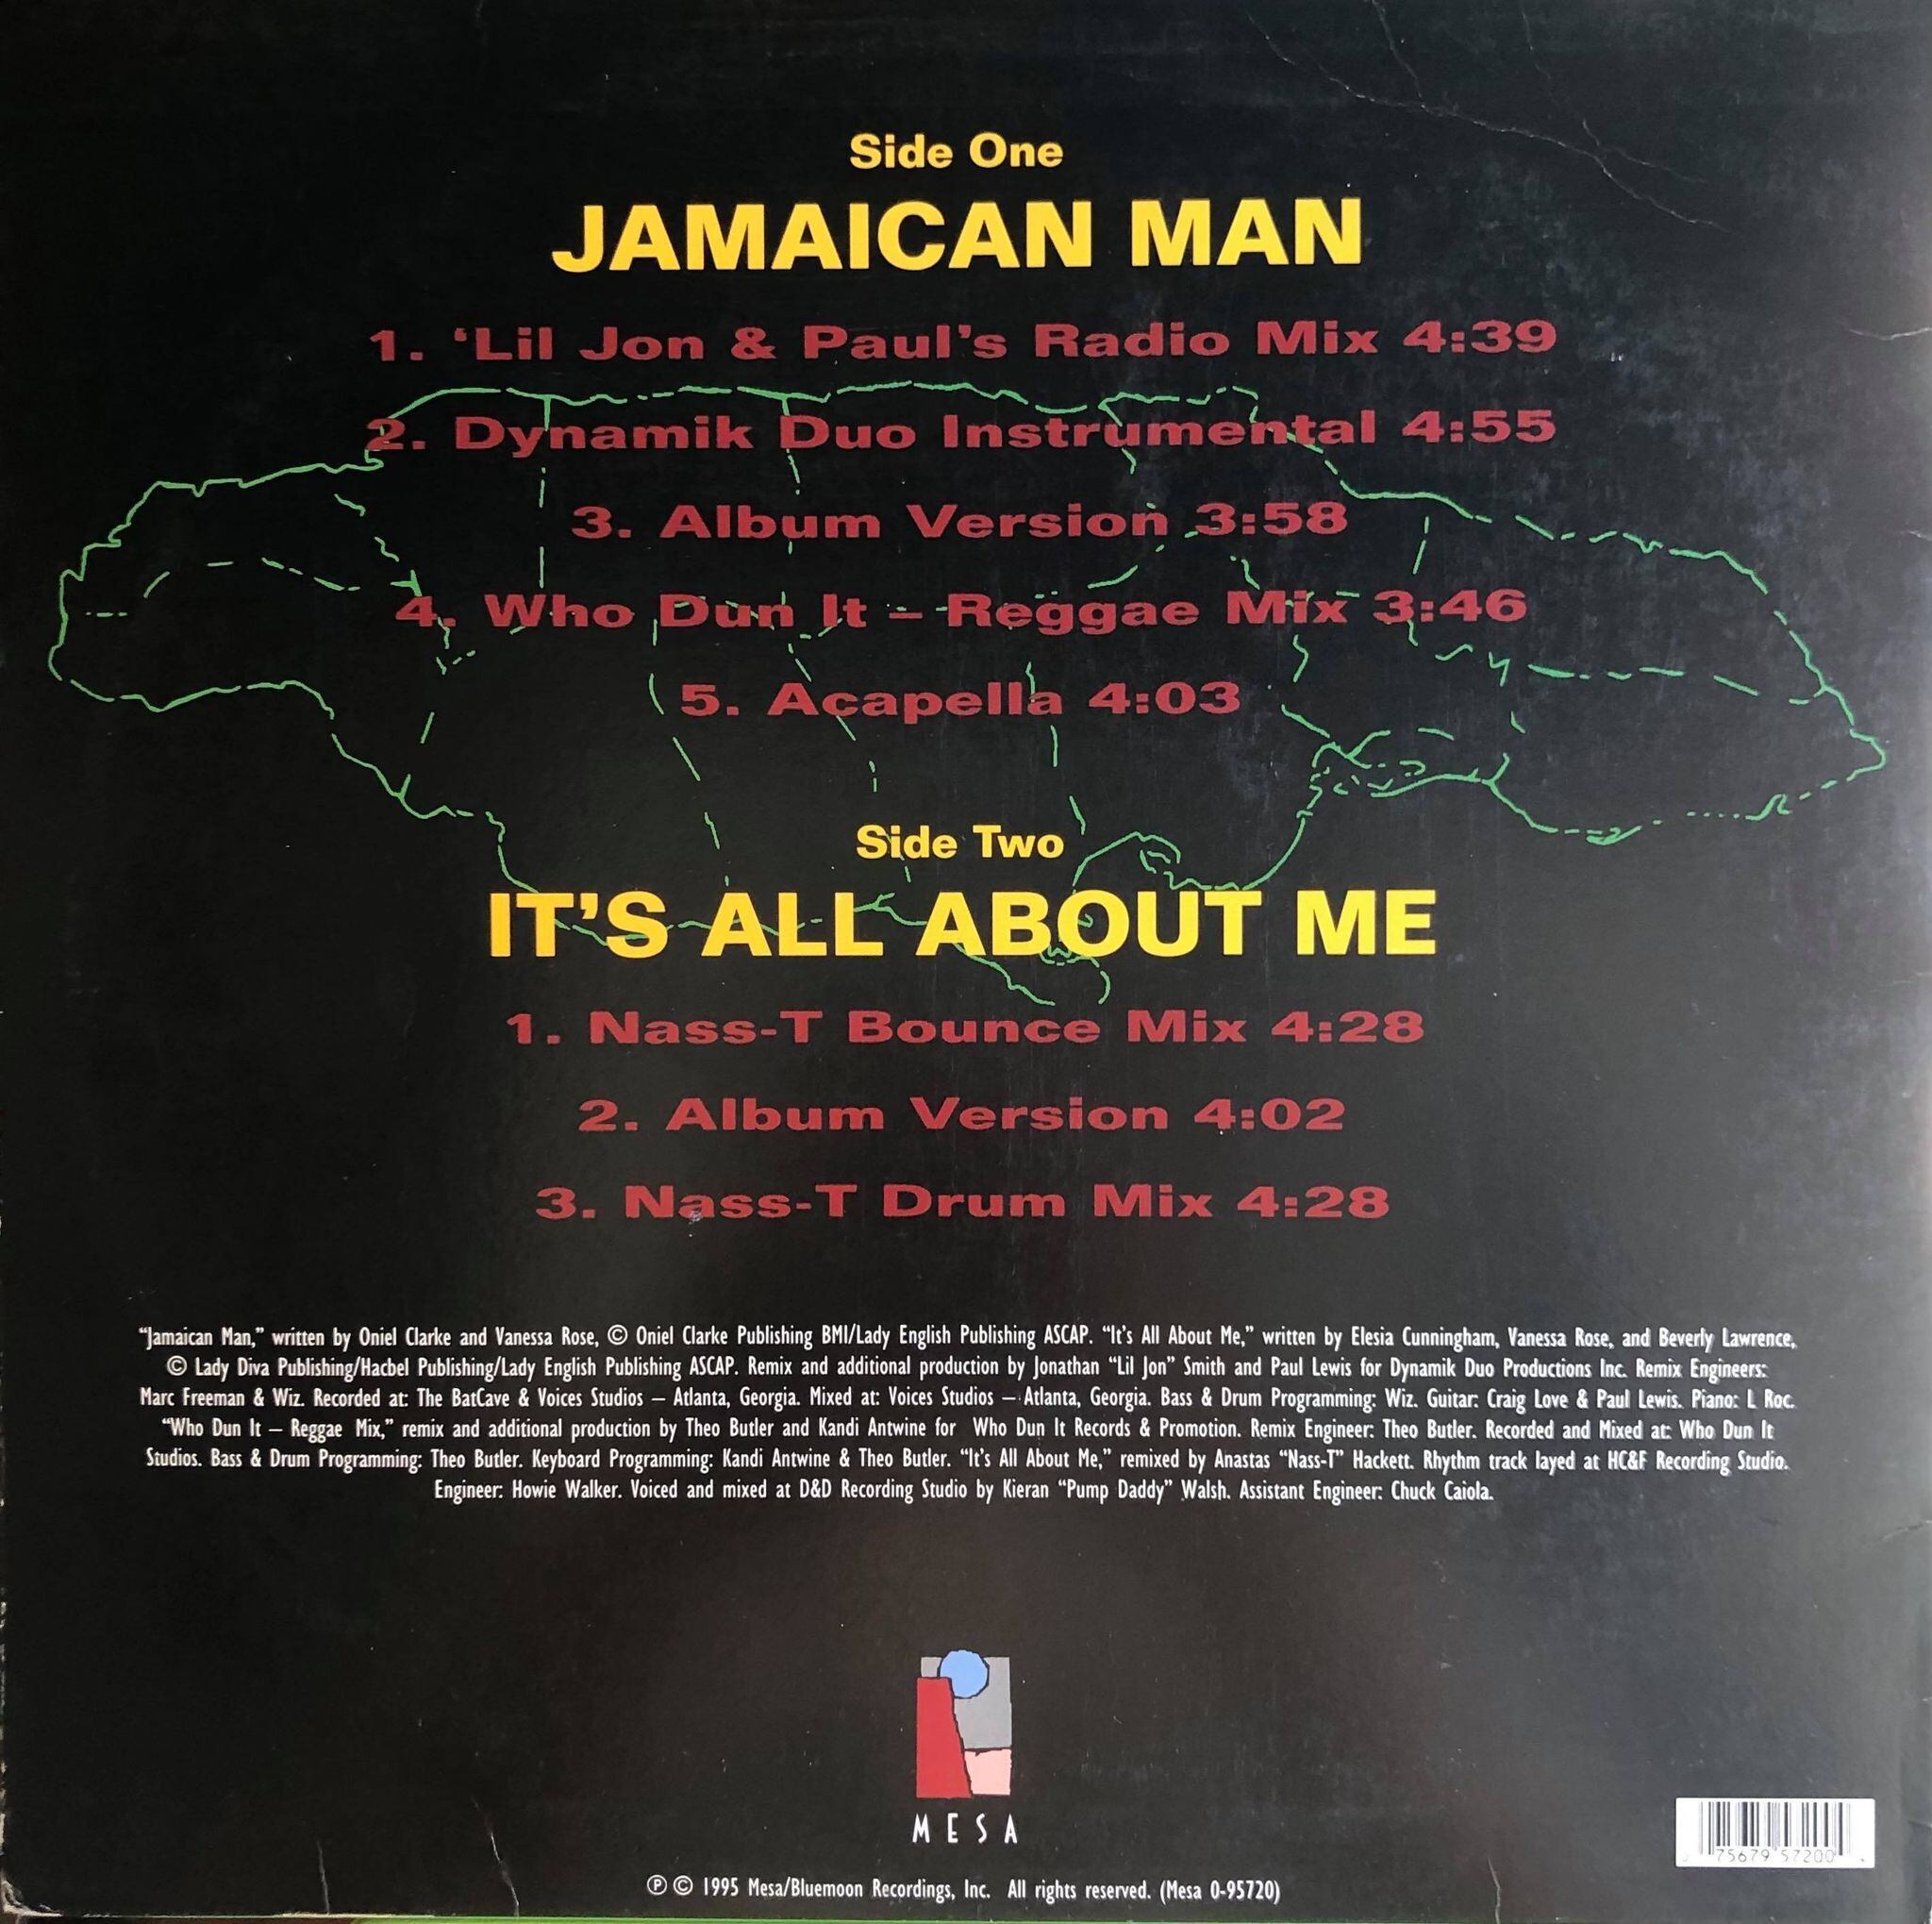 Side One
JAMAICAN MAN
1. ‘Lil Jon & Paul’s Radio Mix 4:39
2. Dynamik Duo Instrumental 4:55
3. Album Version 3:58
4. Who Dun It – Reggae Mix 3:46
5. Acapella 4:03
Side Two
IT’S ALL ABOUT ME
1. Nass-T Bounce Mix 4:28
2. Album Version 4:02
3. Nass-T Drum Mix 4:28
“Jamaican Man,” written by Oniel Clarke and Vanessa Rose, © Oniel Clarke Publishing BMI/Lady English Publishing ASCAP. “It’s All About Me,” written by Elesia Cunningham, Vanessa Rose, and Beverly Lawrence,
© Lady Diva Publishing/Hacbel Publishing/Lady English Publishing ASCAP. Remix and additional production by Jonathan “Lil Jon” Smith and Paul Lewis for Dynamik Duo Productions Inc. Remix Engineers:
Marc Freeman & Wiz. Recorded at: The BatCave & Voices Studios – Atlanta, Georgia. Mixed at: Voices Studios – Atlanta, Georgia. Bass & Drum Programming: Wiz. Guitar: Craig Love & Paul Lewis. Piano: L Roc.
“Who Dun It – Reggae Mix,” remix and additional production by Theo Butler and Kandi Antwine for Who Dun It Records & Promotion. Remix Engineer: Theo Butler. Recorded and Mixed at: Who Dun It
Studios. Bass & Drum Programming: Theo Butler. Keyboard Programming: Kandi Antwine & Theo Butler. “It’s All About Me,” remixed by Anastas “Nass-T” Hackett. Rhythm track layed at HC&F Recording Studio.
Engineer: Howie Walker. Voiced and mixed at D&D Recording Studio by Kieran “Pump Daddy” Walsh. Assistant Engineer: Chuck Caiola.
MESA
75679 57200
℗ © 1995 Mesa/Bluemoon Recordings, Inc. All rights reserved. (Mesa 0-95720)